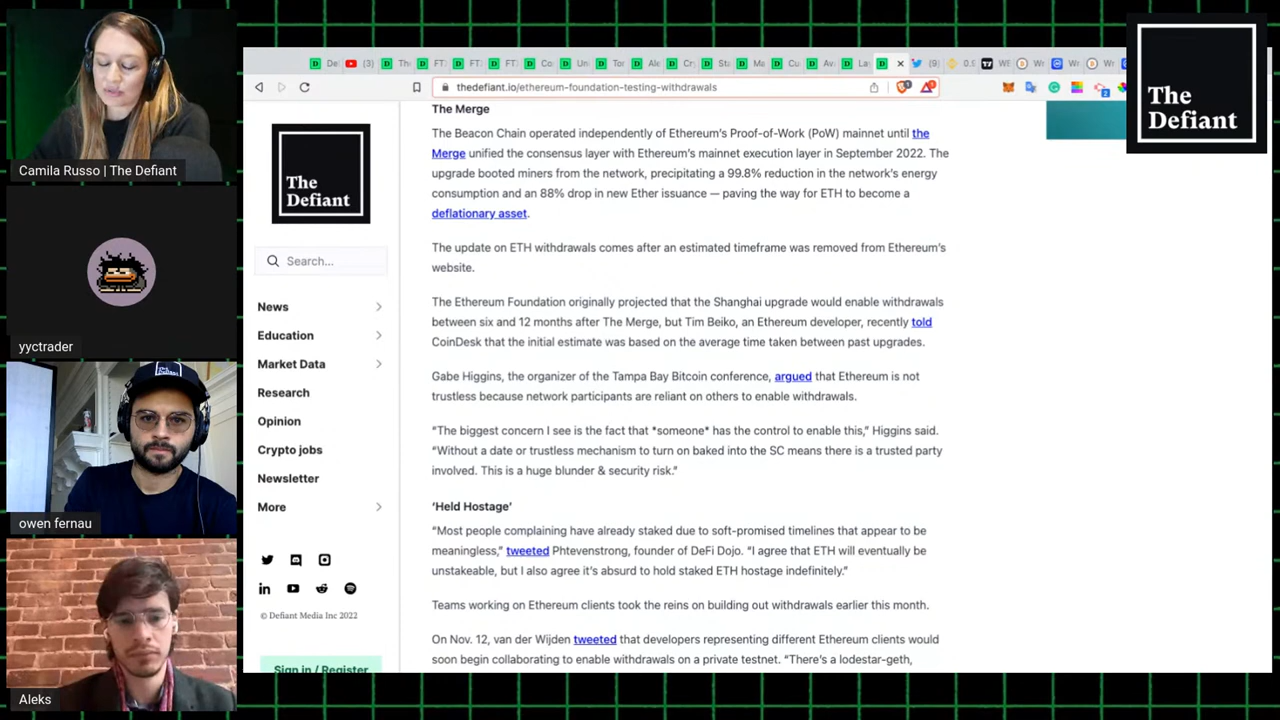 Camila Russo | The Defiant
yyctrader
owen fernau
Aleks
thedefiant.io/ethereum-foundation-testing-withdrawals
The
Defiant
The
Defiant
Search...
News
Education
Market Data
Research
Opinion
Crypto jobs
Newsletter
More
© Defiant Media Inc 2022
Sign in / Register
The Merge
The Beacon Chain operated independently of Ethereum’s Proof-of-Work (PoW) mainnet until the
Merge unified the consensus layer with Ethereum’s mainnet execution layer in September 2022. The
upgrade booted miners from the network, precipitating a 99.8% reduction in the network’s energy
consumption and an 88% drop in new Ether issuance — paving the way for ETH to become a
deflationary asset.
The update on ETH withdrawals comes after an estimated timeframe was removed from Ethereum’s
website.
The Ethereum Foundation originally projected that the Shanghai upgrade would enable withdrawals
between six and 12 months after The Merge, but Tim Beiko, an Ethereum developer, recently told
CoinDesk that the initial estimate was based on the average time taken between past upgrades.
Gabe Higgins, the organizer of the Tampa Bay Bitcoin conference, argued that Ethereum is not
trustless because network participants are reliant on others to enable withdrawals.
“The biggest concern I see is the fact that *someone* has the control to enable this,” Higgins said.
“Without a date or trustless mechanism to turn on baked into the SC means there is a trusted party
involved. This is a huge blunder & security risk.”
‘Held Hostage’
“Most people complaining have already staked due to soft-promised timelines that appear to be
meaningless,” tweeted Phtevenstrong, founder of DeFi Dojo. “I agree that ETH will eventually be
unstakeable, but I also agree it’s absurd to hold staked ETH hostage indefinitely.”
Teams working on Ethereum clients took the reins on building out withdrawals earlier this month.
On Nov. 12, van der Wijden tweeted that developers representing different Ethereum clients would
soon begin collaborating to enable withdrawals on a private testnet. “There’s a lodestar-geth,